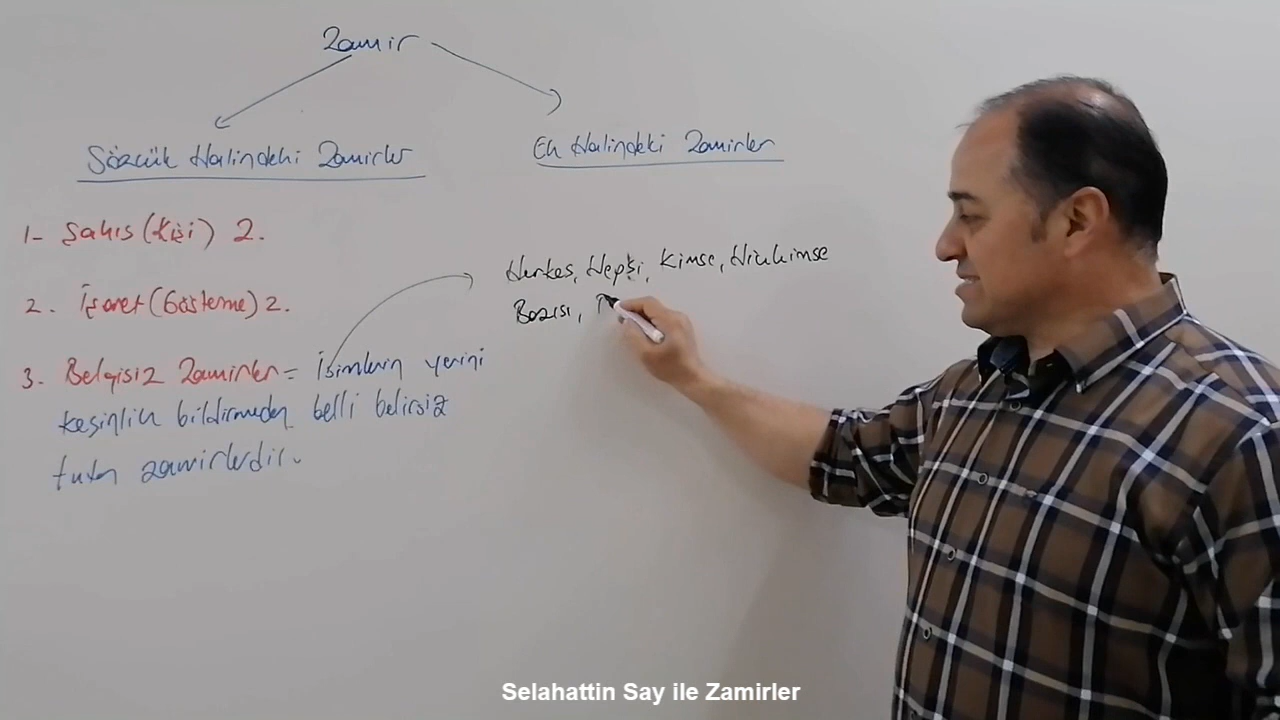 Zamir
Sözcük Halindeki Zamirler
Ek Halindeki Zamirler
1- Şahıs (Kişi) Z.
2. İşaret (Gösterme) Z.
3. Belgisiz Zamirler = İsimlerin yerini
kesinlik bildirmeden belli belirsiz
tutan zamirlerdir.
Herkes, Hepsi, Kimse, Hiçkimse
Bazısı,
Selahattin Say ile Zamirler